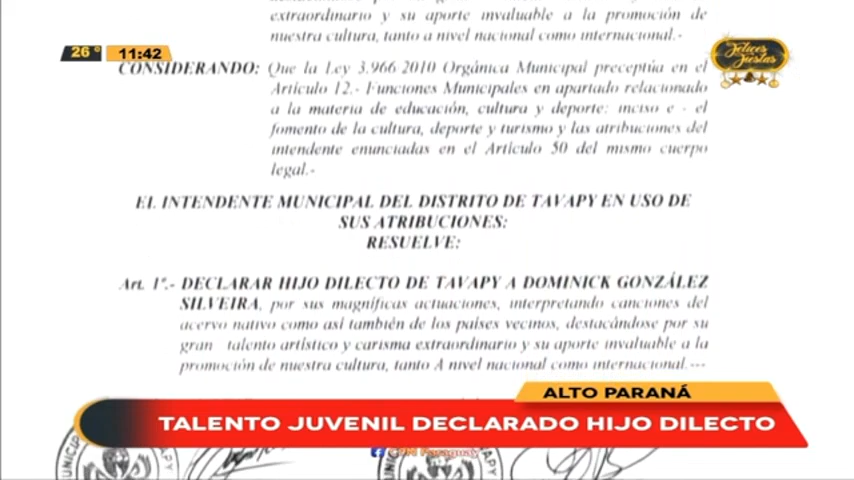 extraordinario y su aporte invaluable a la promoción de
nuestra cultura, tanto a nivel nacional como internacional.-
26°
11:42
Felices Fiestas
CONSIDERANDO: Que la Ley 3.966 2010 Orgánica Municipal preceptúa en el
Artículo 12.- Funciones Municipales en apartado relacionado
a la materia de educación, cultura y deporte: inciso e - el
fomento de la cultura, deporte y turismo y las atribuciones del
intendente enunciadas en el Artículo 50 del mismo cuerpo
legal.-
EL INTENDENTE MUNICIPAL DEL DISTRITO DE TAVAPY EN USO DE
SUS ATRIBUCIONES:
RESUELVE:
Art. 1º.- DECLARAR HIJO DILECTO DE TAVAPY A DOMINICK GONZÁLEZ
SILVEIRA, por sus magníficas actuaciones, interpretando canciones del
acervo nativo como así también de los países vecinos, destacándose por su
gran talento artístico y carisma extraordinario y su aporte invaluable a la
promoción de nuestra cultura, tanto A nivel nacional como internacional.---
ALTO PARANÁ
TALENTO JUVENIL DECLARADO HIJO DILECTO
Paraguay